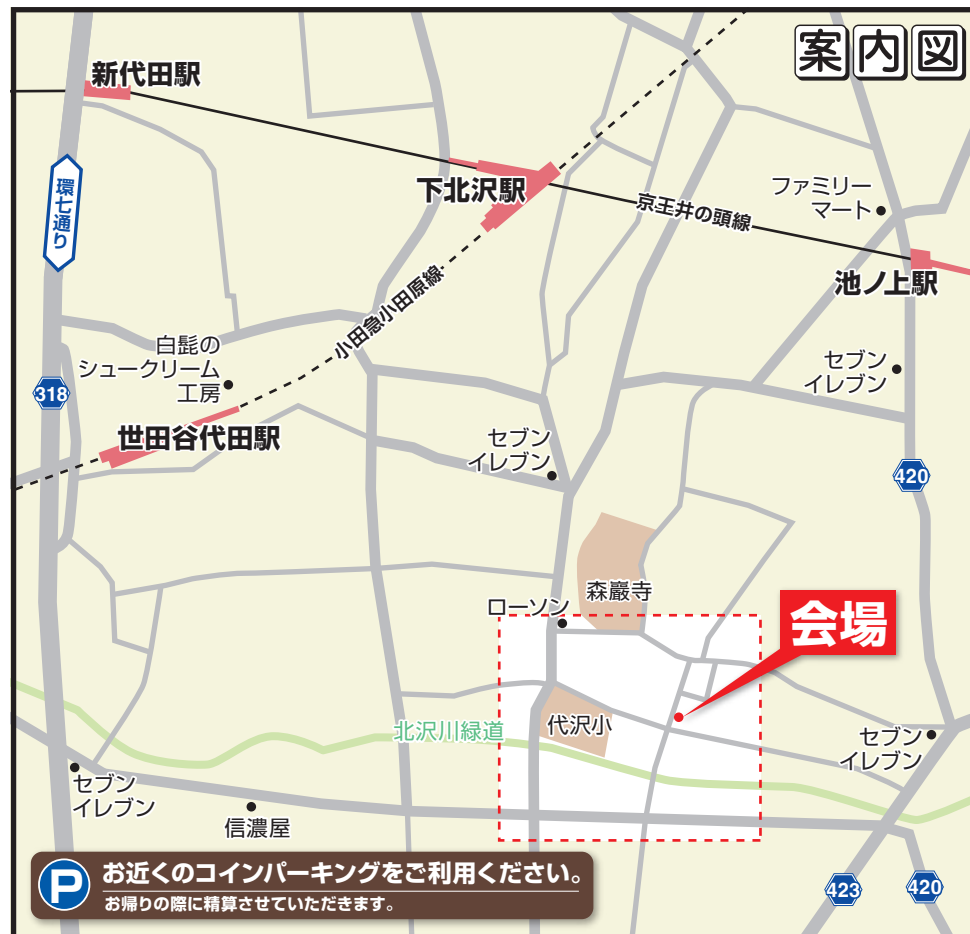 案内図
新代田駅
環七通り
下北沢駅
京王井の頭線
ファミリー
マート
池ノ上駅
小田急小田原線
白髭の
シュークリーム
工房
セブン
イレブン
318
世田谷代田駅
セブン
イレブン
420
森巖寺
ローソン
会場
代沢小
北沢川緑道
セブン
イレブン
セブン
イレブン
信濃屋
P
お近くのコインパーキングをご利用ください。
お帰りの際に精算させていただきます。
423
420